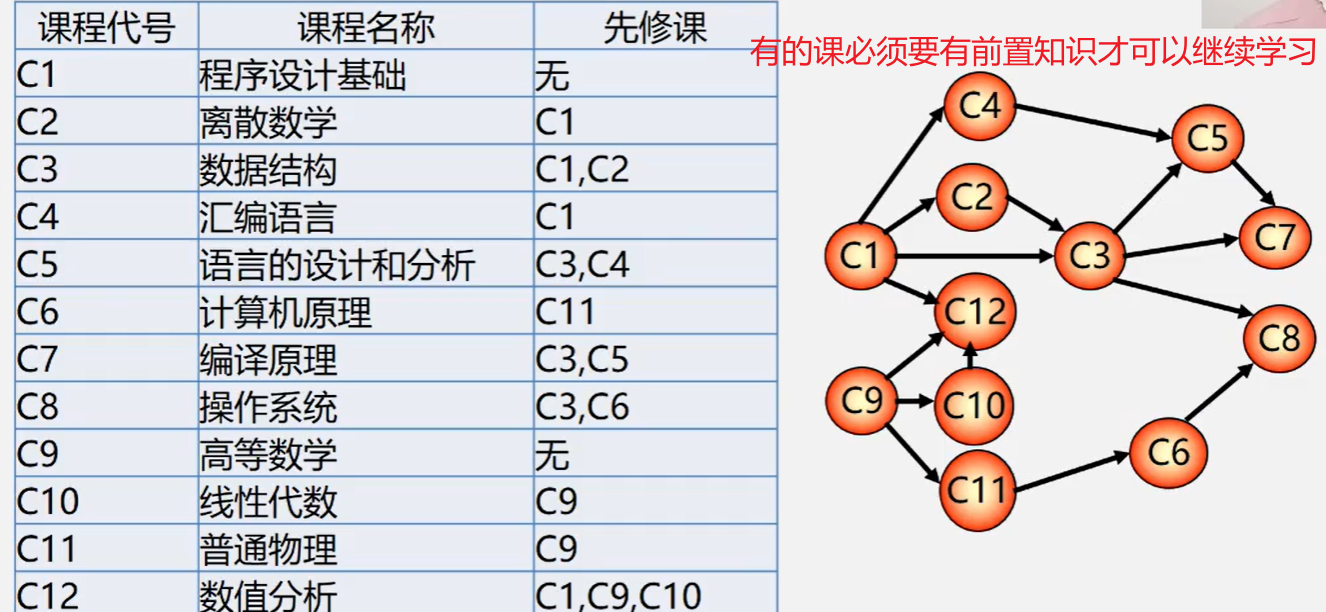 课程代号 课程名称 先修课
C1 程序设计基础 无
C2 离散数学 C1
C3 数据结构 C1,C2
C4 汇编语言 C1
C5 语言的设计和分析 C3,C4
C6 计算机原理 C11
C7 编译原理 C3,C5
C8 操作系统 C3,C6
C9 高等数学 无
C10 线性代数 C9
C11 普通物理 C9
C12 数值分析 C1,C9,C10
有的课必须要有前置知识才可以继续学习
C4
C5
C2
C7
C1
C3
C12
C8
C9
C10
C6
C11